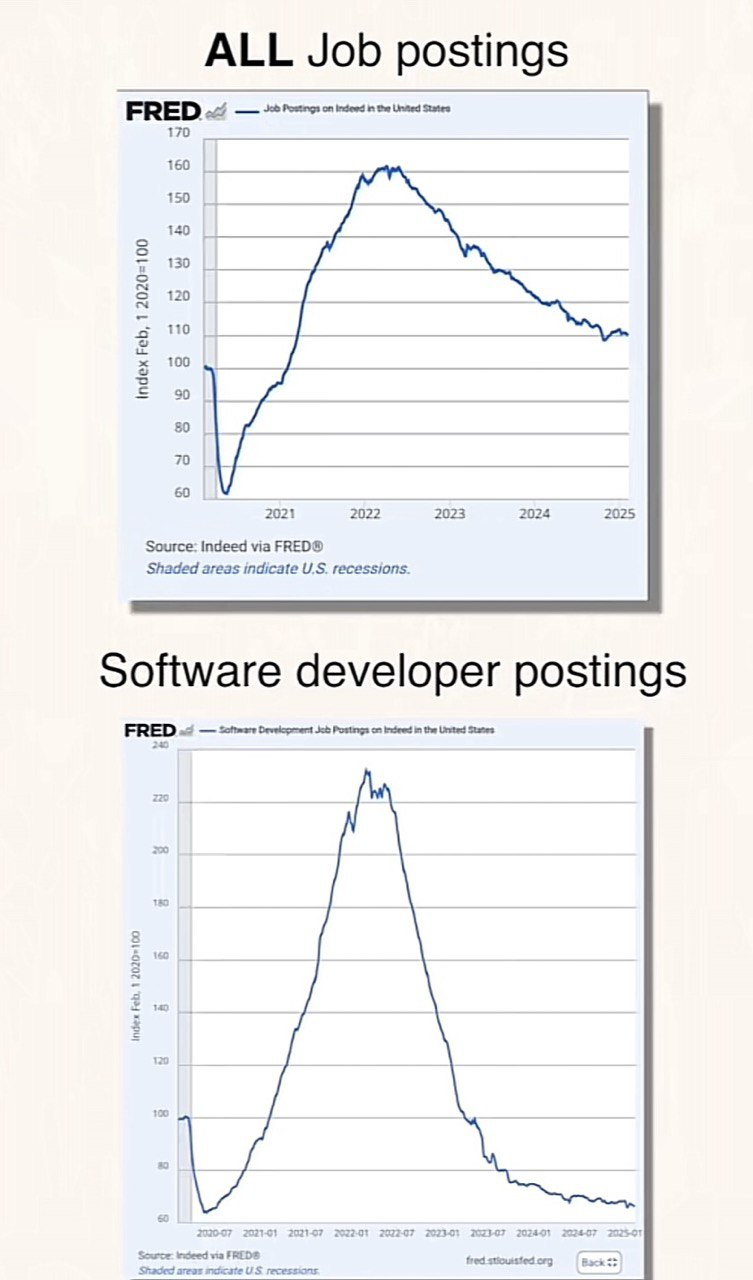 ALL Job postings
FRED Job Postings on Indeed in the United States
170
160
150
140
130
120
110
100
90
80
70
60
Index Feb, 1 2020=100
2021 2022 2023 2024 2025
Source: Indeed via FRED®
Shaded areas indicate U.S. recessions.
Software developer postings
FRED Software Development Job Postings on Indeed in the United States
240
220
200
180
160
140
120
100
80
60
Index Feb, 1 2020=100
2020-07 2021-01 2021-07 2022-01 2022-07 2023-01 2023-07 2024-01 2024-07 2025-01
Source: Indeed via FRED®
Shaded areas indicate U.S. recessions.
fred.stlouisfed.org
Back